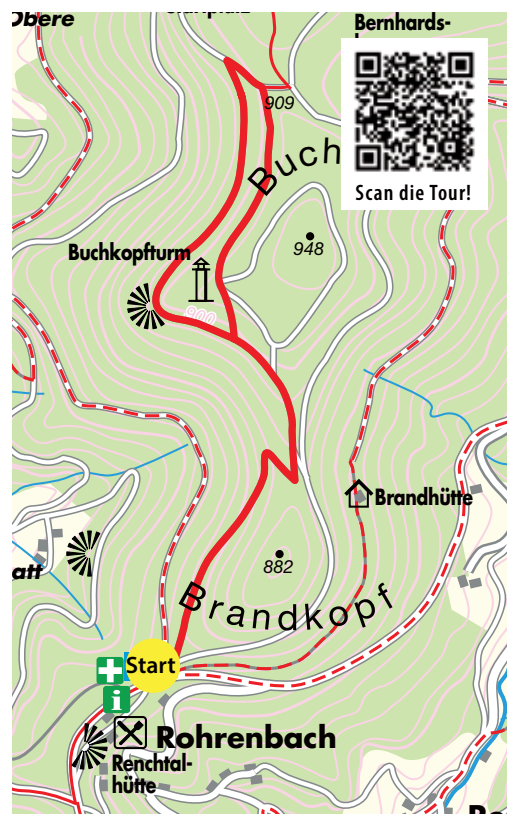 Obere
Bernhards-
909
Buch
Scan die Tour!
948
Buchkopfturm
900
Brandhütte
att
882
Brandkopf
Start
i
Rohrenbach
Renchtal-
hütte